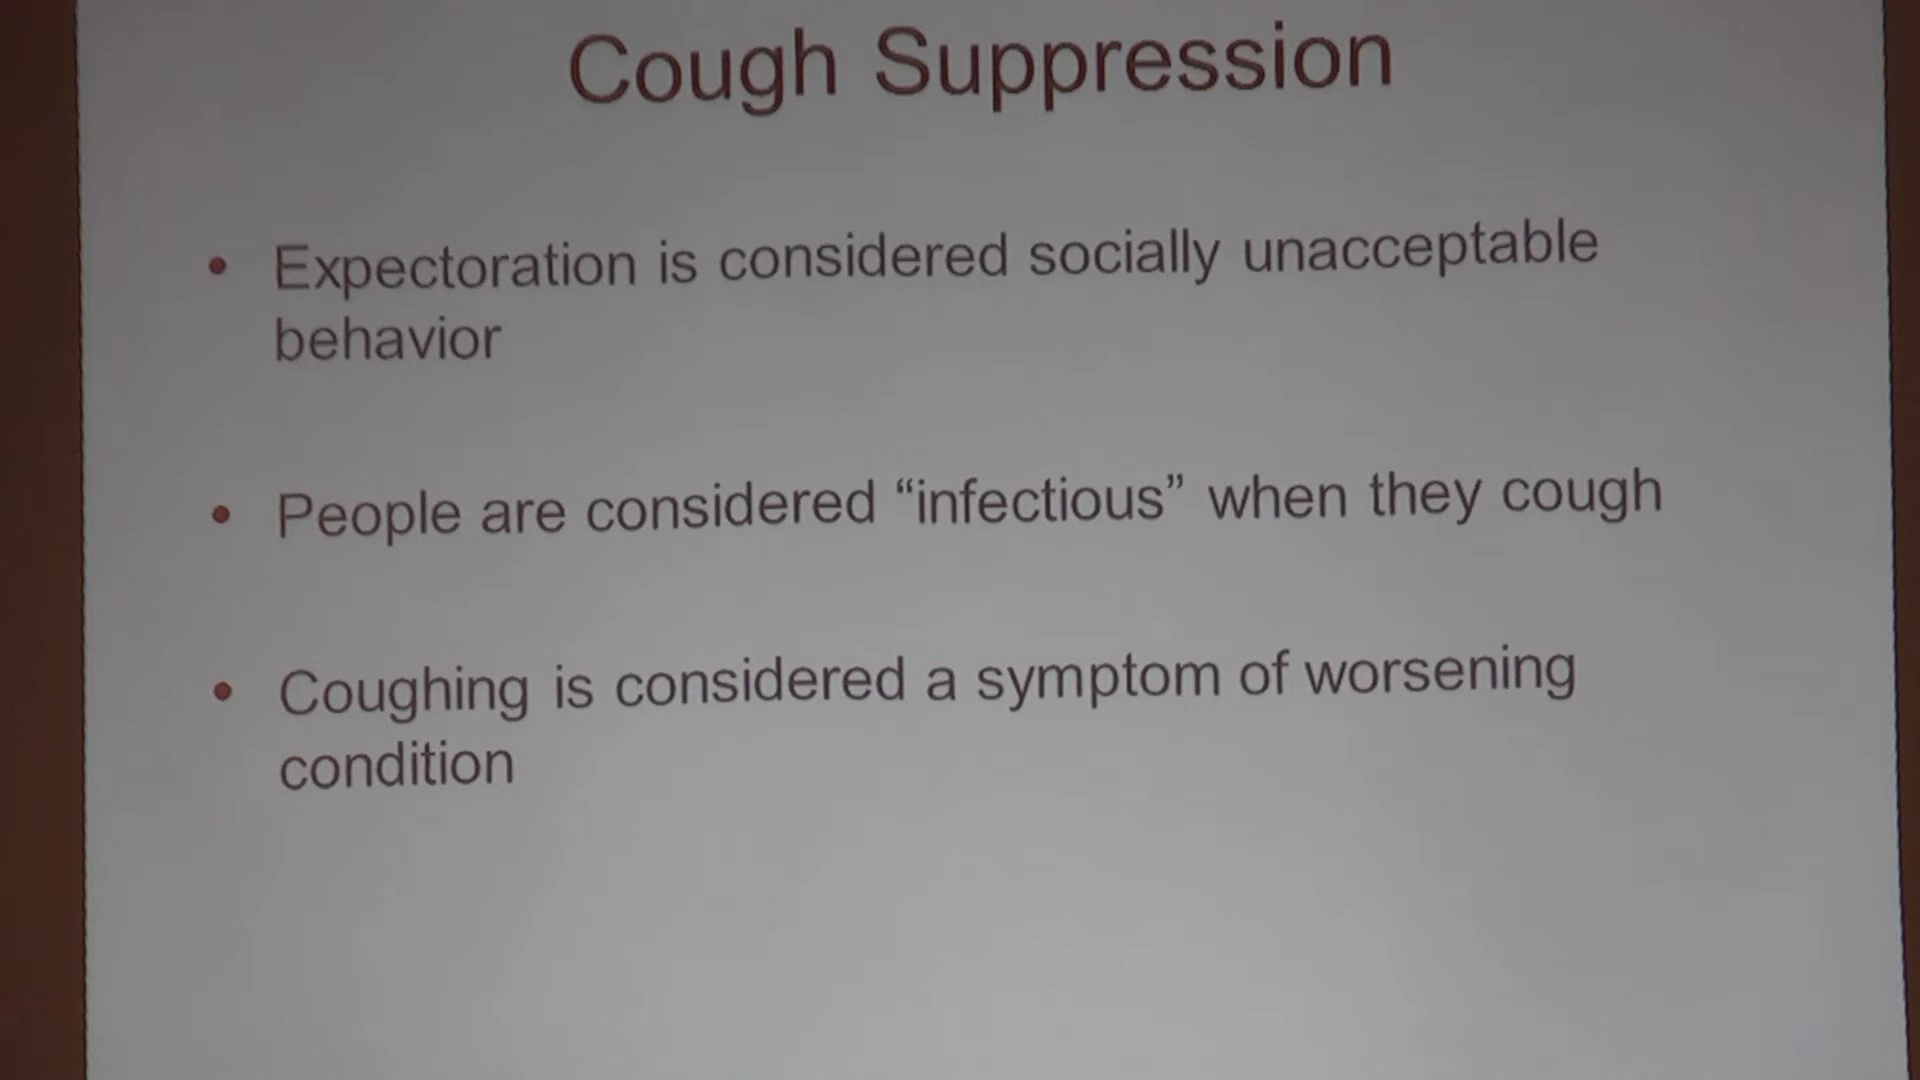 Cough Suppression
• Expectoration is considered socially unacceptable
behavior
• People are considered “infectious” when they cough
• Coughing is considered a symptom of worsening
condition